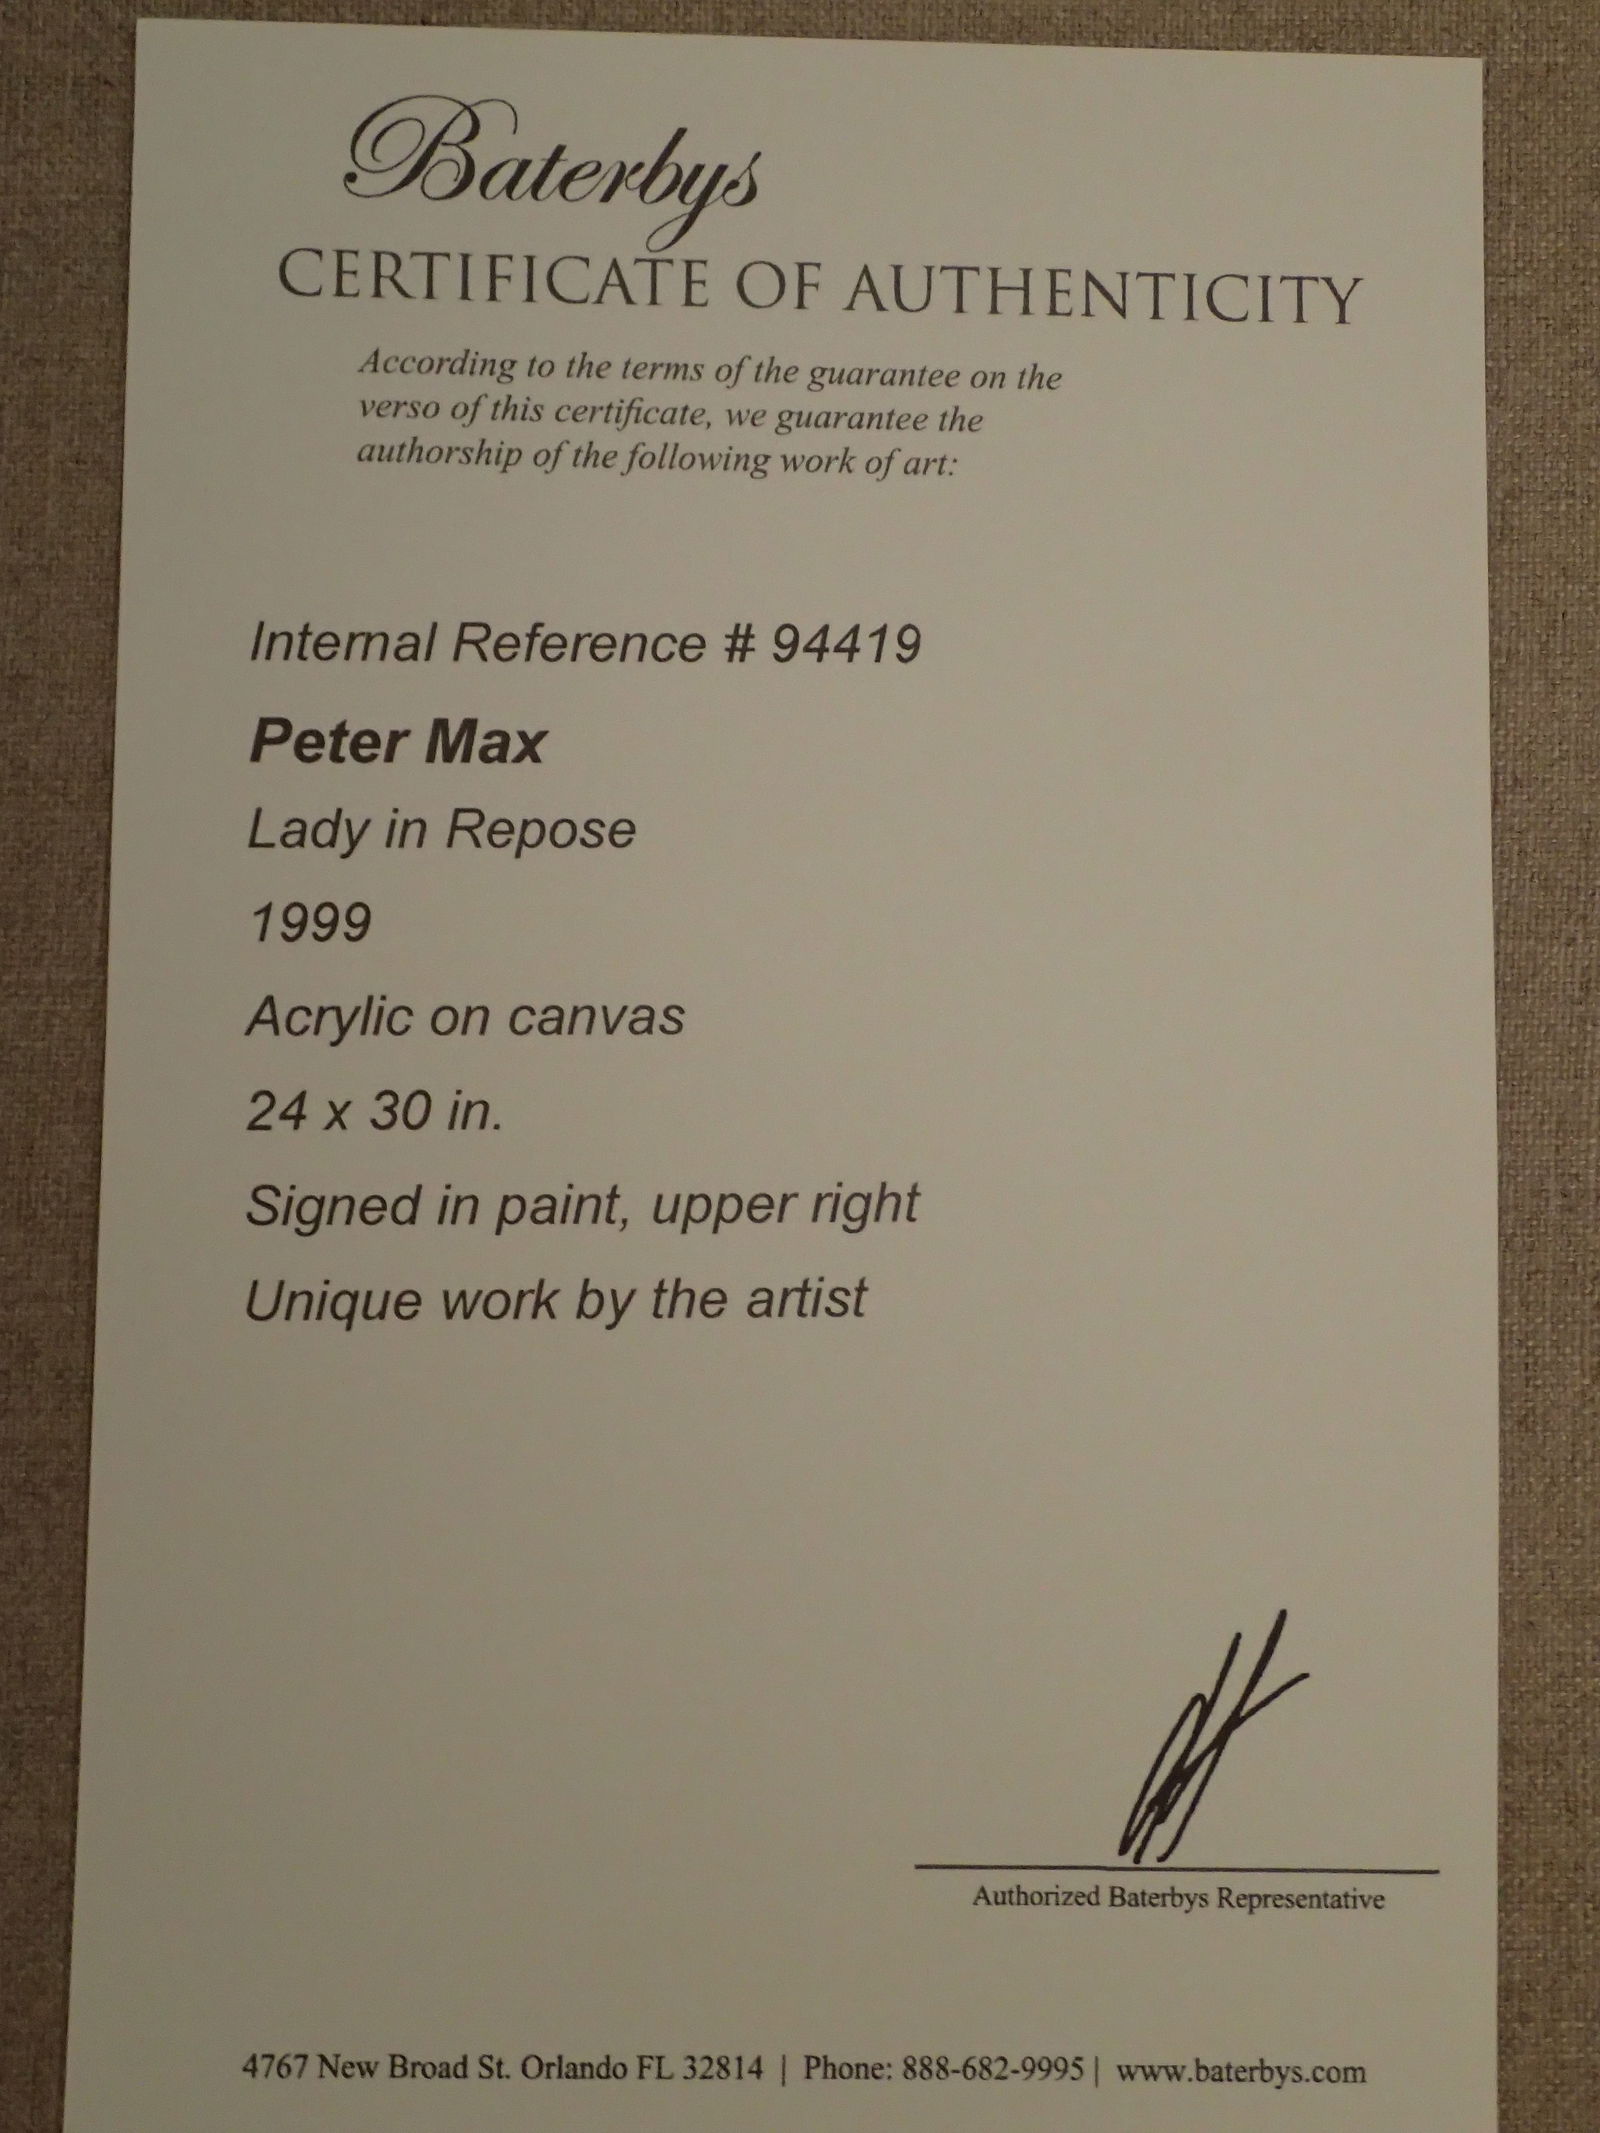 Baterbys
CERTIFICATE OF AUTHENTICITY
According to the terms of the guarantee on the
verso of this certificate, we guarantee the
authorship of the following work of art:
Internal Reference # 94419
Peter Max
Lady in Repose
1999
Acrylic on canvas
24 x 30 in.
Signed in paint, upper right
Unique work by the artist
Authorized Baterbys Representative
4767 New Broad St. Orlando FL 32814 | Phone: 888-682-9995 | www.baterbys.com